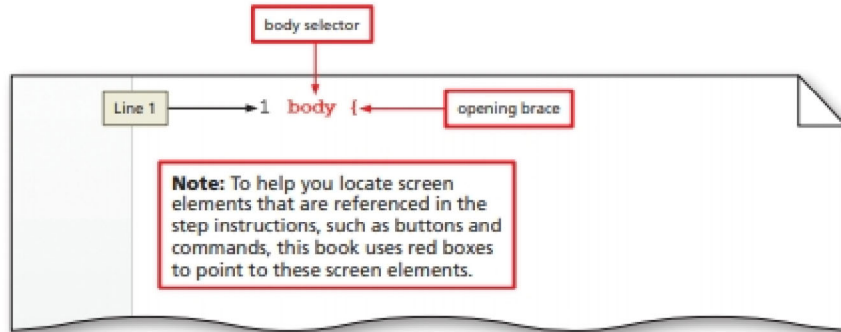 body selector
Line 1
1 body {
opening brace
Note: To help you locate screen
elements that are referenced in the
step instructions, such as buttons and
commands, this book uses red boxes
to point to these screen elements.